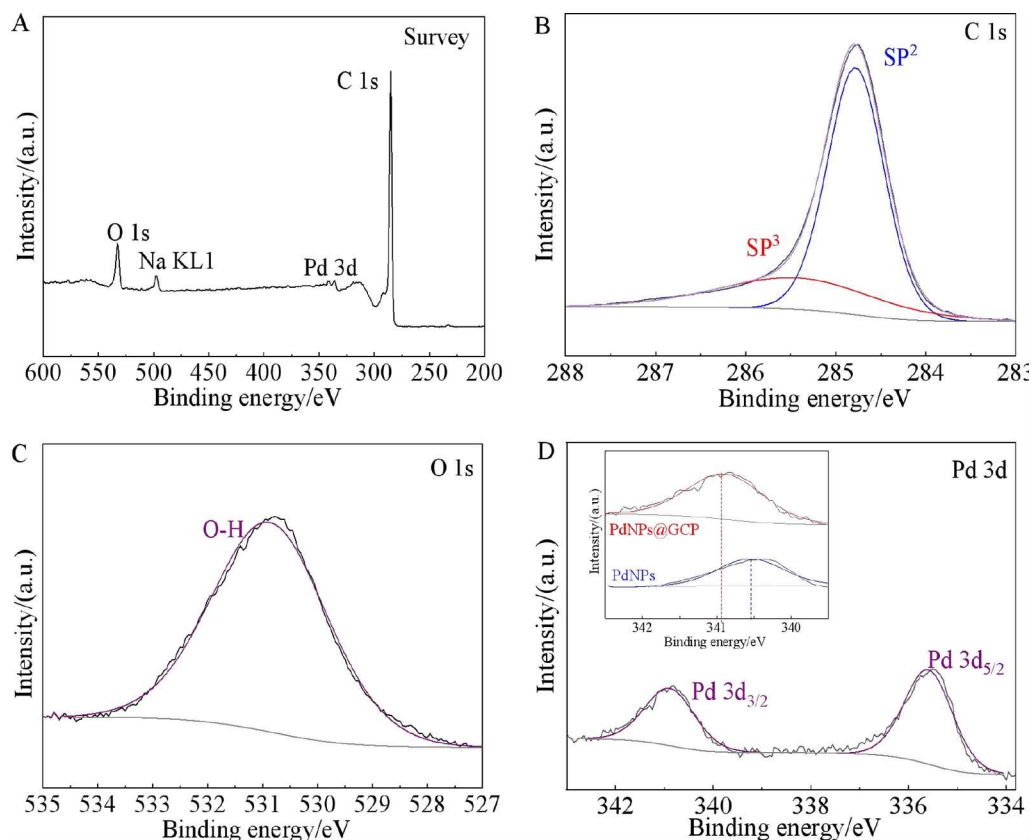 A
Survey
C 1s
O 1s
Na KL1
Pd 3d
Intensity/(a.u.)
600 550 500 450 400 350 300 250 200
Binding energy/eV
B
C 1s
SP²
SP³
Intensity/(a.u.)
288 287 286 285 284 283
Binding energy/eV
C
O 1s
O-H
Intensity/(a.u.)
535 534 533 532 531 530 529 528 527
Binding energy/eV
D
Pd 3d
PdNPs@GCP
PdNPs
Intensity/(a.u.)
342 341 340
Binding energy/eV
Pd 3d5/2
Pd 3d3/2
Intensity/(a.u.)
342 340 338 336 334
Binding energy/eV